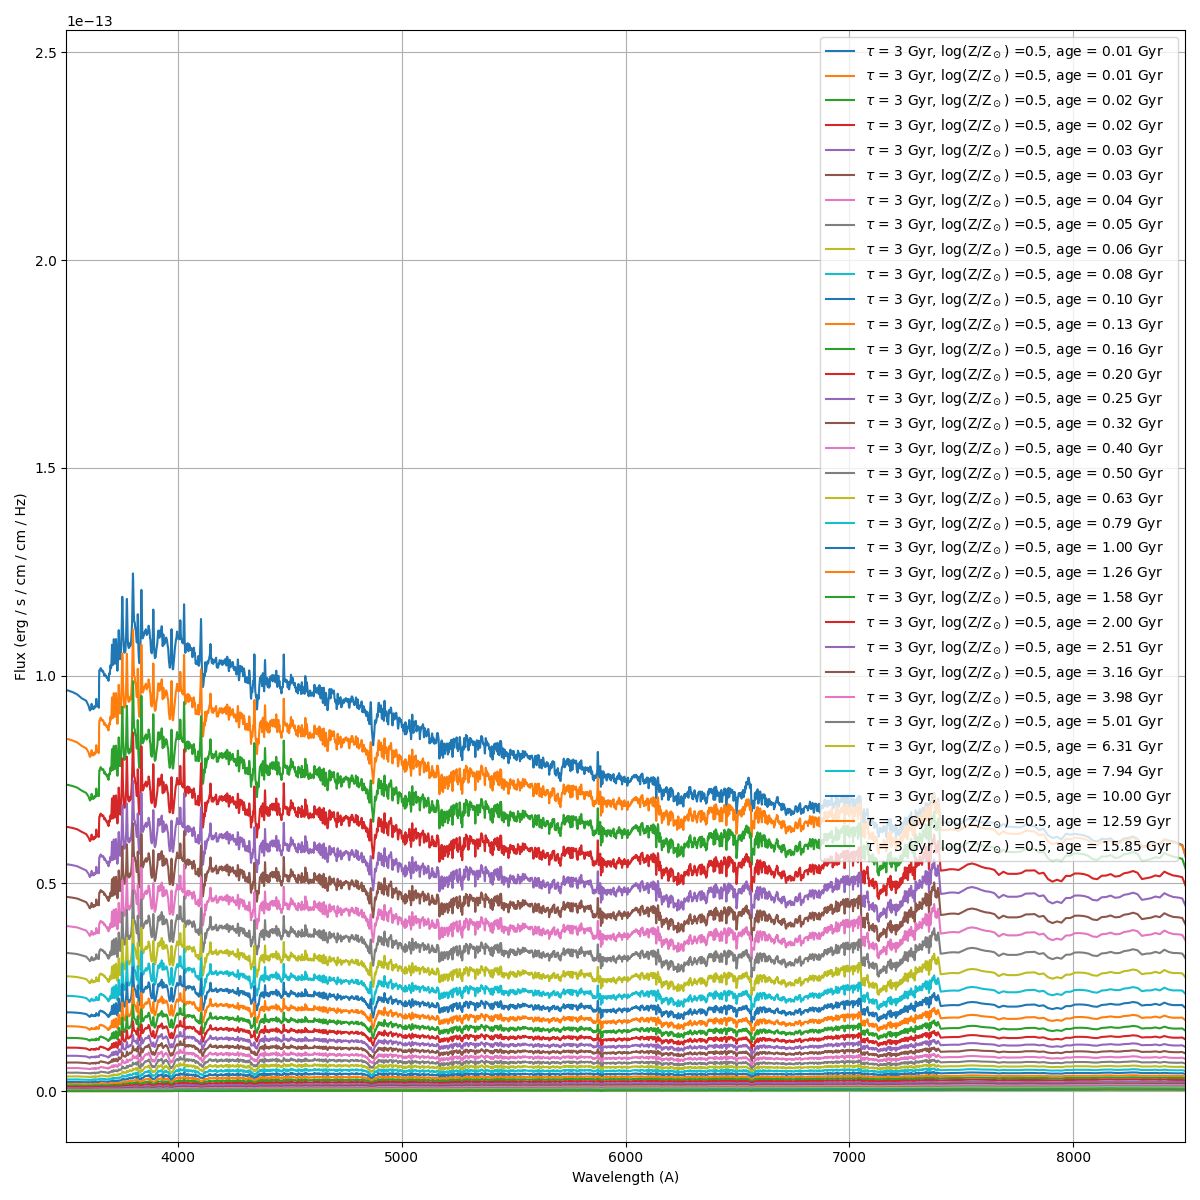 1e−13
2.5
2.0
1.5
1.0
0.5
0.0
Flux (erg / s / cm / cm / Hz)
4000 5000 6000 7000 8000
Wavelength (A)
τ = 3 Gyr, log(Z/Z⊙) =0.5, age = 0.01 Gyr
τ = 3 Gyr, log(Z/Z⊙) =0.5, age = 0.01 Gyr
τ = 3 Gyr, log(Z/Z⊙) =0.5, age = 0.02 Gyr
τ = 3 Gyr, log(Z/Z⊙) =0.5, age = 0.02 Gyr
τ = 3 Gyr, log(Z/Z⊙) =0.5, age = 0.03 Gyr
τ = 3 Gyr, log(Z/Z⊙) =0.5, age = 0.03 Gyr
τ = 3 Gyr, log(Z/Z⊙) =0.5, age = 0.04 Gyr
τ = 3 Gyr, log(Z/Z⊙) =0.5, age = 0.05 Gyr
τ = 3 Gyr, log(Z/Z⊙) =0.5, age = 0.06 Gyr
τ = 3 Gyr, log(Z/Z⊙) =0.5, age = 0.08 Gyr
τ = 3 Gyr, log(Z/Z⊙) =0.5, age = 0.10 Gyr
τ = 3 Gyr, log(Z/Z⊙) =0.5, age = 0.13 Gyr
τ = 3 Gyr, log(Z/Z⊙) =0.5, age = 0.16 Gyr
τ = 3 Gyr, log(Z/Z⊙) =0.5, age = 0.20 Gyr
τ = 3 Gyr, log(Z/Z⊙) =0.5, age = 0.25 Gyr
τ = 3 Gyr, log(Z/Z⊙) =0.5, age = 0.32 Gyr
τ = 3 Gyr, log(Z/Z⊙) =0.5, age = 0.40 Gyr
τ = 3 Gyr, log(Z/Z⊙) =0.5, age = 0.50 Gyr
τ = 3 Gyr, log(Z/Z⊙) =0.5, age = 0.63 Gyr
τ = 3 Gyr, log(Z/Z⊙) =0.5, age = 0.79 Gyr
τ = 3 Gyr, log(Z/Z⊙) =0.5, age = 1.00 Gyr
τ = 3 Gyr, log(Z/Z⊙) =0.5, age = 1.26 Gyr
τ = 3 Gyr, log(Z/Z⊙) =0.5, age = 1.58 Gyr
τ = 3 Gyr, log(Z/Z⊙) =0.5, age = 2.00 Gyr
τ = 3 Gyr, log(Z/Z⊙) =0.5, age = 2.51 Gyr
τ = 3 Gyr, log(Z/Z⊙) =0.5, age = 3.16 Gyr
τ = 3 Gyr, log(Z/Z⊙) =0.5, age = 3.98 Gyr
τ = 3 Gyr, log(Z/Z⊙) =0.5, age = 5.01 Gyr
τ = 3 Gyr, log(Z/Z⊙) =0.5, age = 6.31 Gyr
τ = 3 Gyr, log(Z/Z⊙) =0.5, age = 7.94 Gyr
τ = 3 Gyr, log(Z/Z⊙) =0.5, age = 10.00 Gyr
τ = 3 Gyr, log(Z/Z⊙) =0.5, age = 12.59 Gyr
τ = 3 Gyr, log(Z/Z⊙) =0.5, age = 15.85 Gyr